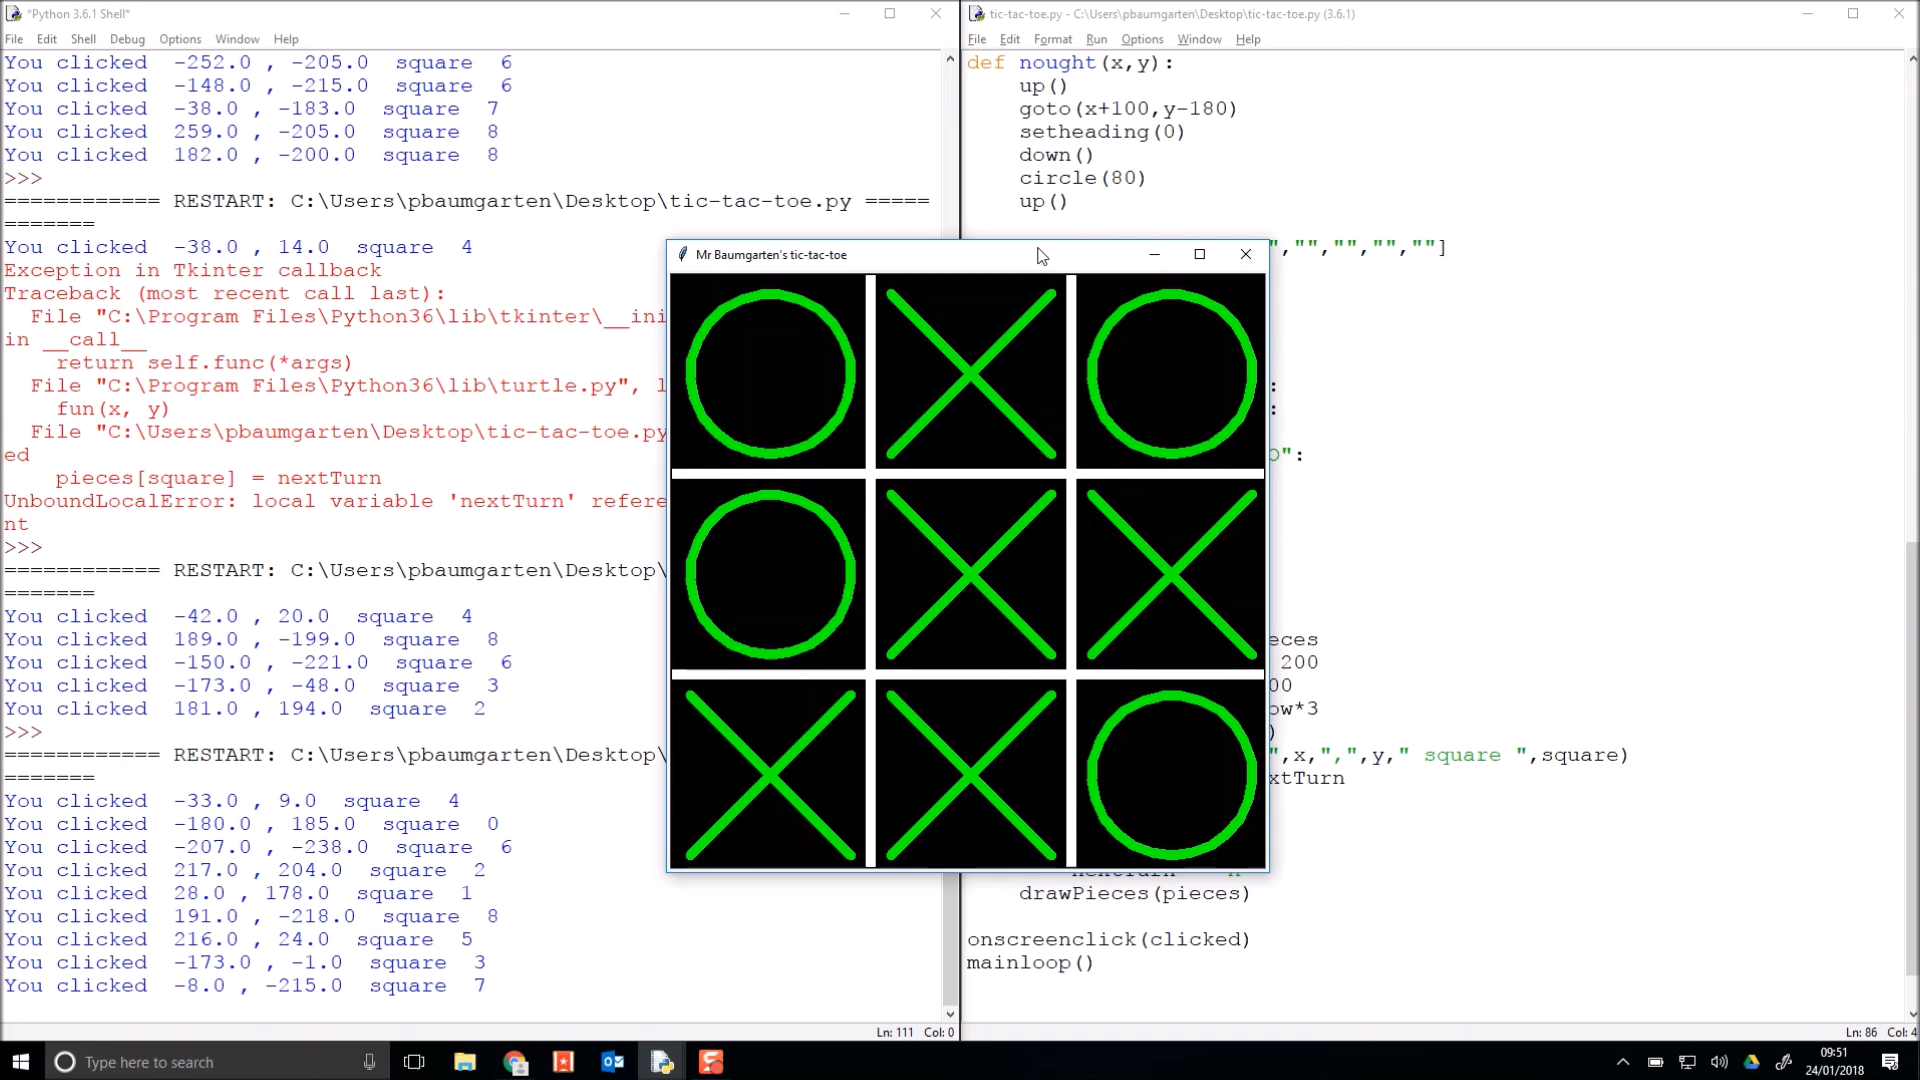 *Python 3.6.1 Shell*
File Edit Shell Debug Options Window Help
You clicked -252.0 , -205.0 square 6
You clicked -148.0 , -215.0 square 6
You clicked -38.0 , -183.0 square 7
You clicked 259.0 , -205.0 square 8
You clicked 182.0 , -200.0 square 8
>>>
============ RESTART: C:\Users\pbaumgarten\Desktop\tic-tac-toe.py =====
=======
You clicked -38.0 , 14.0 square 4
Exception in Tkinter callback
Traceback (most recent call last):
File "C:\Program Files\Python36\lib\tkinter\__ini
in __call__
return self.func(*args)
File "C:\Program Files\Python36\lib\turtle.py", l
fun(x, y)
File "C:\Users\pbaumgarten\Desktop\tic-tac-toe.py
ed
pieces[square] = nextTurn
UnboundLocalError: local variable 'nextTurn' refere
nt
>>>
============ RESTART: C:\Users\pbaumgarten\Desktop\
=======
You clicked -42.0 , 20.0 square 4
You clicked 189.0 , -199.0 square 8
You clicked -150.0 , -221.0 square 6
You clicked -173.0 , -48.0 square 3
You clicked 181.0 , 194.0 square 2
>>>
============ RESTART: C:\Users\pbaumgarten\Desktop\
=======
You clicked -33.0 , 9.0 square 4
You clicked -180.0 , 185.0 square 0
You clicked -207.0 , -238.0 square 6
You clicked 217.0 , 204.0 square 2
You clicked 28.0 , 178.0 square 1
You clicked 191.0 , -218.0 square 8
You clicked 216.0 , 24.0 square 5
You clicked -173.0 , -1.0 square 3
You clicked -8.0 , -215.0 square 7
Ln: 111 Col: 0
tic-tac-toe.py - C:\Users\pbaumgarten\Desktop\tic-tac-toe.py (3.6.1)
File Edit Format Run Options Window Help
def nought(x,y):
up()
goto(x+100,y-180)
setheading(0)
down()
circle(80)
up()
","","","",""]
:
:
O":
eces
200
00
ow*3
)
",x,",",y," square ",square)
xtTurn
drawPieces(pieces)
onscreenclick(clicked)
mainloop()
Ln: 86 Col: 4
Mr Baumgarten's tic-tac-toe
Type here to search
09:51
24/01/2018